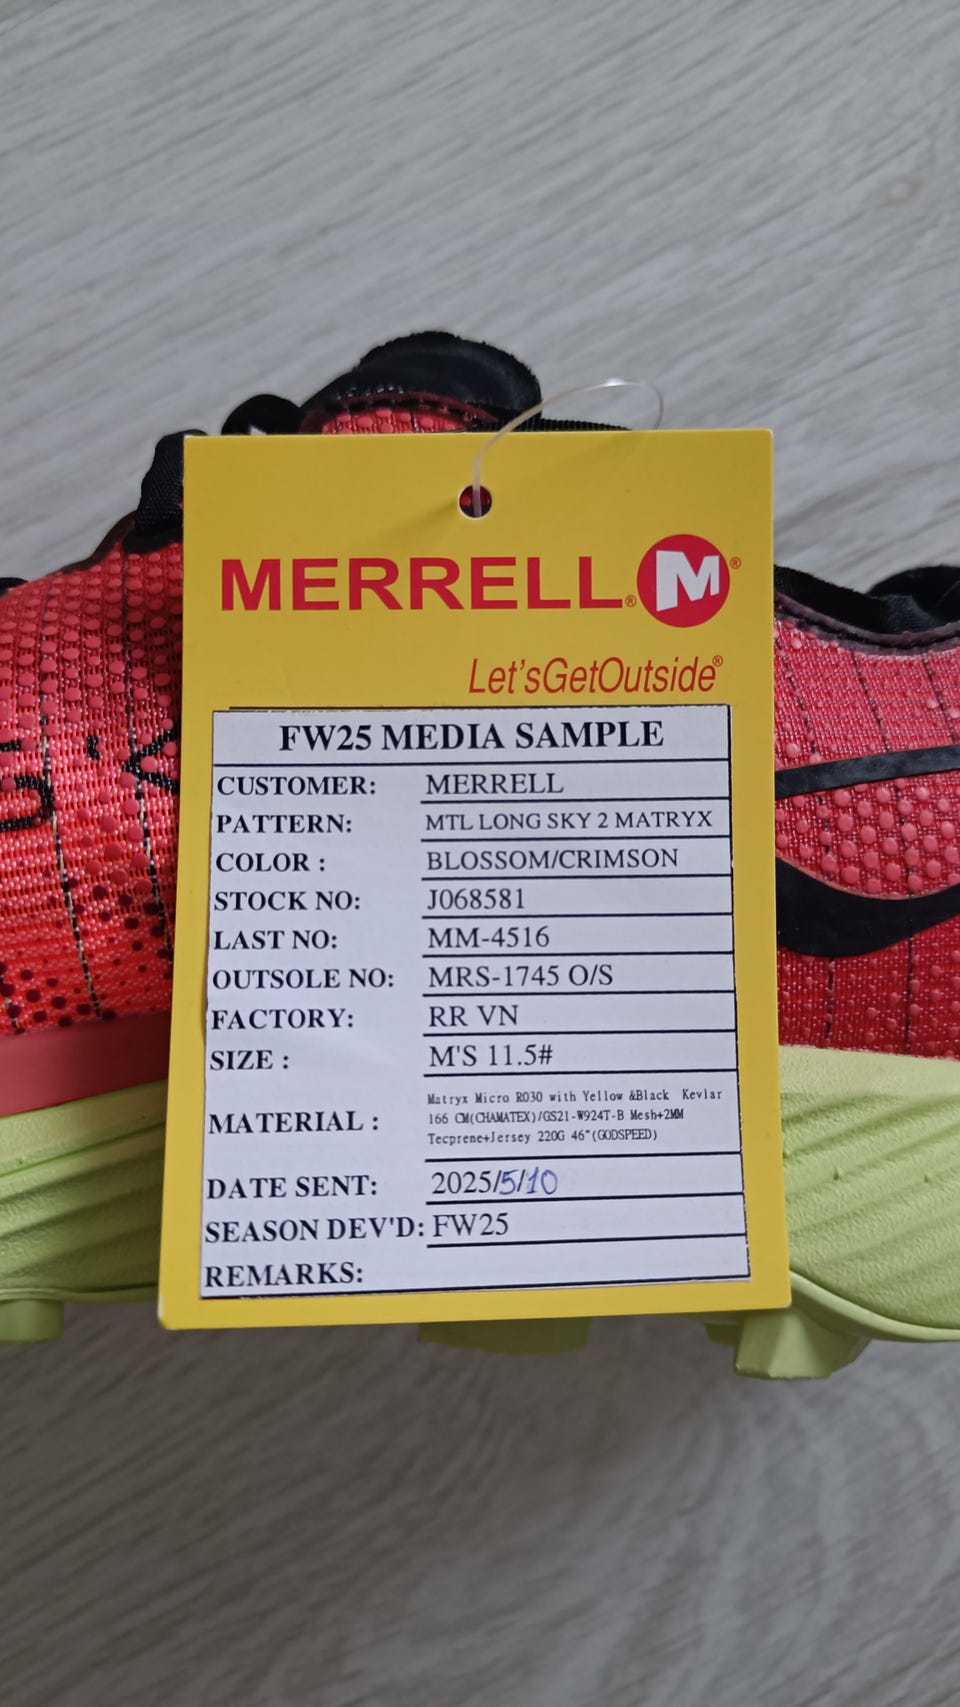 MERRELL® M®
Let'sGetOutside®
FW25 MEDIA SAMPLE
CUSTOMER: MERRELL
PATTERN: MTL LONG SKY 2 MATRYX
COLOR : BLOSSOM/CRIMSON
STOCK NO: J068581
LAST NO: MM-4516
OUTSOLE NO: MRS-1745 O/S
FACTORY: RR VN
SIZE : M'S 11.5#
MATERIAL : Matryx Micro R030 with Yellow &Black Kevlar
166 CM(CHAMATEX)/GS21-W924T-B Mesh+2MM
Tecprene+Jersey 220G 46"(GODSPEED)
DATE SENT: 2025/5/10
SEASON DEV'D: FW25
REMARKS: